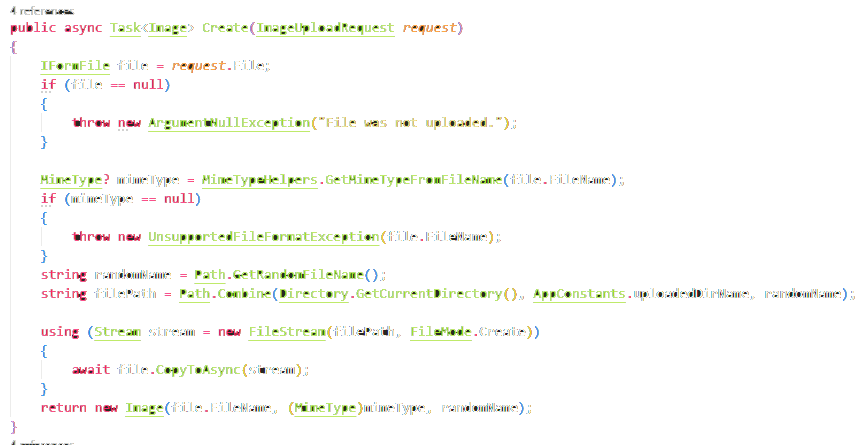 4 references
public async Task<Image> Create(ImageUploadRequest request)
{
IFormFile file = request.File;
if (file == null)
{
throw new ArgumentNullException("File was not uploaded.");
}
MimeType? mimeType = MimeTypeHelpers.GetMimeTypeFromFileName(file.FileName);
if (mimeType == null)
{
throw new UnsupportedFileFormatException(file.FileName);
}
string randomName = Path.GetRandomFileName();
string filePath = Path.Combine(Directory.GetCurrentDirectory(), AppConstants.uploadedDirName, randomName);
using (Stream stream = new FileStream(filePath, FileMode.Create))
{
await file.CopyToAsync(stream);
}
return new Image(file.FileName, (MimeType)mimeType, randomName);
}
4 references